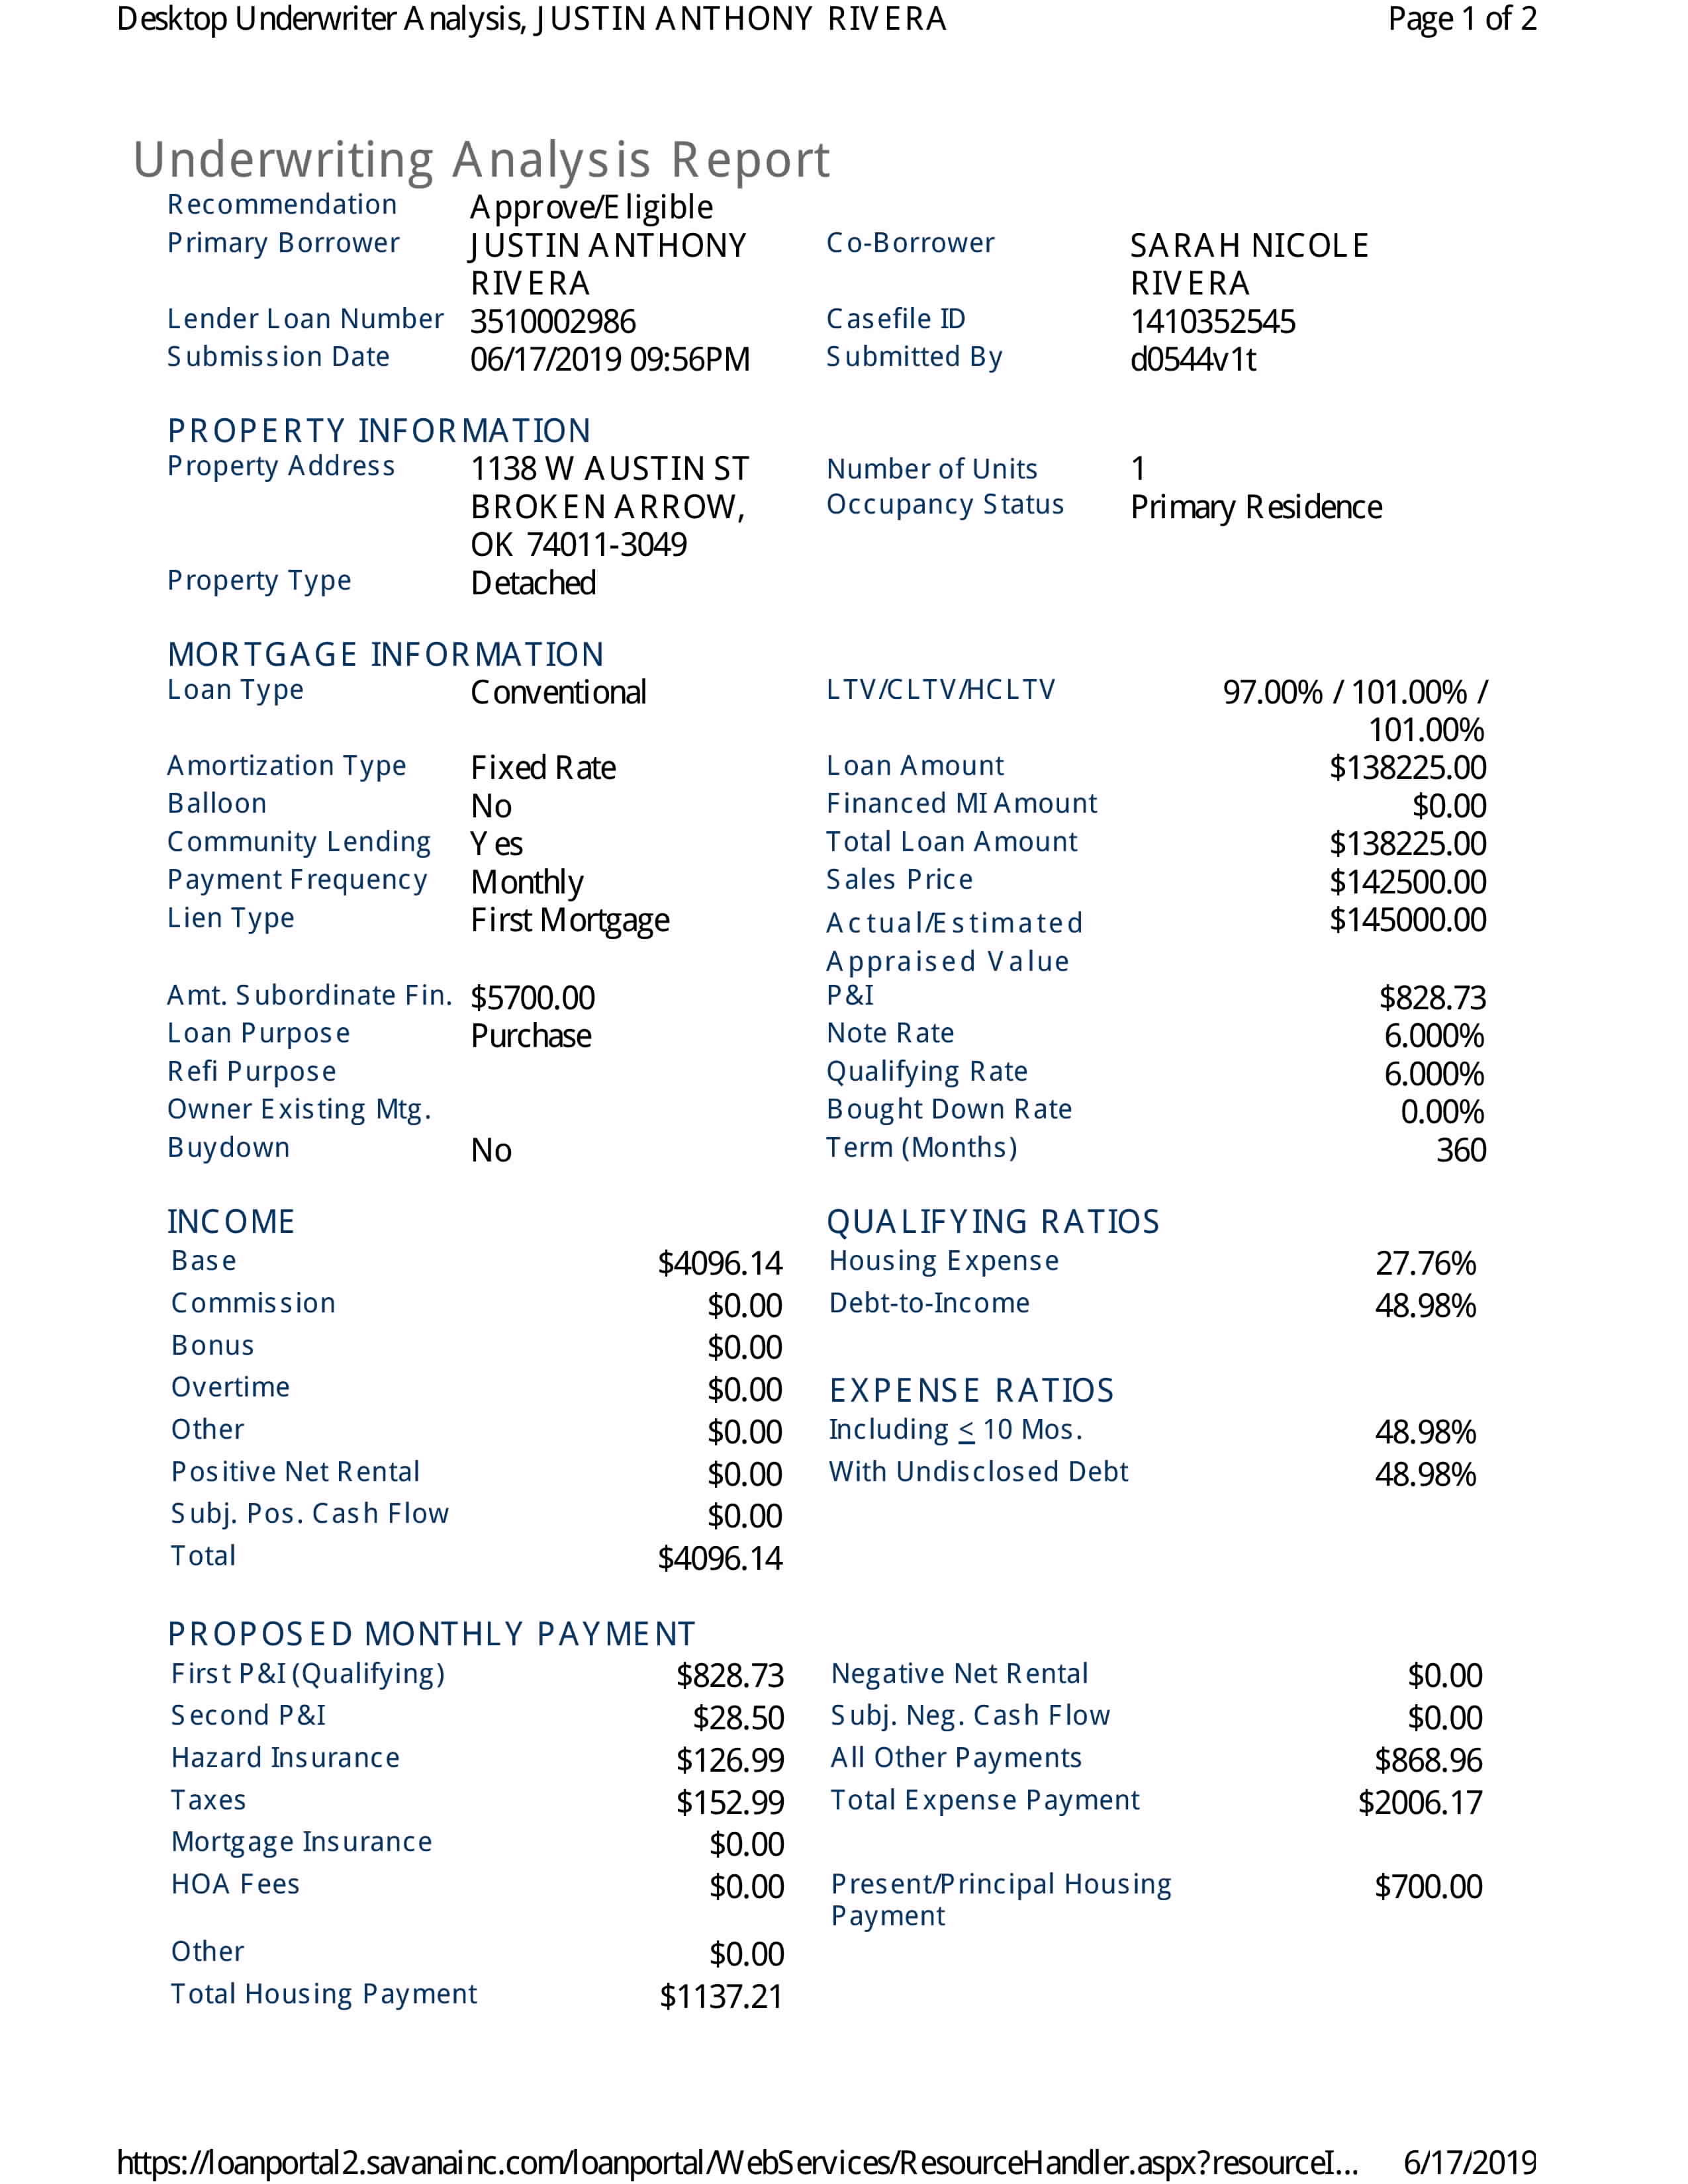 Desktop Underwriter Analysis, JUSTIN ANTHONY RIVERA Page 1 of 2
Underwriting Analysis Report
Recommendation Approve/Eligible
Primary Borrower JUSTIN ANTHONY Co-Borrower SARAH NICOLE
RIVERA RIVERA
Lender Loan Number 3510002986 Casefile ID 1410352545
Submission Date 06/17/2019 09:56PM Submitted By d0544v1t
PROPERTY INFORMATION
Property Address 1138 W AUSTIN ST Number of Units 1
BROKEN ARROW, Occupancy Status Primary Residence
OK 74011-3049
Property Type Detached
MORTGAGE INFORMATION
Loan Type Conventional LTV/CLTV/HCLTV 97.00% / 101.00% /
101.00%
Amortization Type Fixed Rate Loan Amount $138225.00
Balloon No Financed MI Amount $0.00
Community Lending Yes Total Loan Amount $138225.00
Payment Frequency Monthly Sales Price $142500.00
Lien Type First Mortgage Actual/Estimated $145000.00
Appraised Value
Amt. Subordinate Fin. $5700.00 P&I $828.73
Loan Purpose Purchase Note Rate 6.000%
Refi Purpose Qualifying Rate 6.000%
Owner Existing Mtg. Bought Down Rate 0.00%
Buydown No Term (Months) 360
INCOME QUALIFYING RATIOS
Base $4096.14 Housing Expense 27.76%
Commission $0.00 Debt-to-Income 48.98%
Bonus $0.00
Overtime $0.00 EXPENSE RATIOS
Other $0.00 Including ≤ 10 Mos. 48.98%
Positive Net Rental $0.00 With Undisclosed Debt 48.98%
Subj. Pos. Cash Flow $0.00
Total $4096.14
PROPOSED MONTHLY PAYMENT
First P&I (Qualifying) $828.73 Negative Net Rental $0.00
Second P&I $28.50 Subj. Neg. Cash Flow $0.00
Hazard Insurance $126.99 All Other Payments $868.96
Taxes $152.99 Total Expense Payment $2006.17
Mortgage Insurance $0.00
HOA Fees $0.00 Present/Principal Housing $700.00
Payment
Other $0.00
Total Housing Payment $1137.21
https://loanportal2.savanainc.com/loanportal/WebServices/ResourceHandler.aspx?resourceI... 6/17/2019